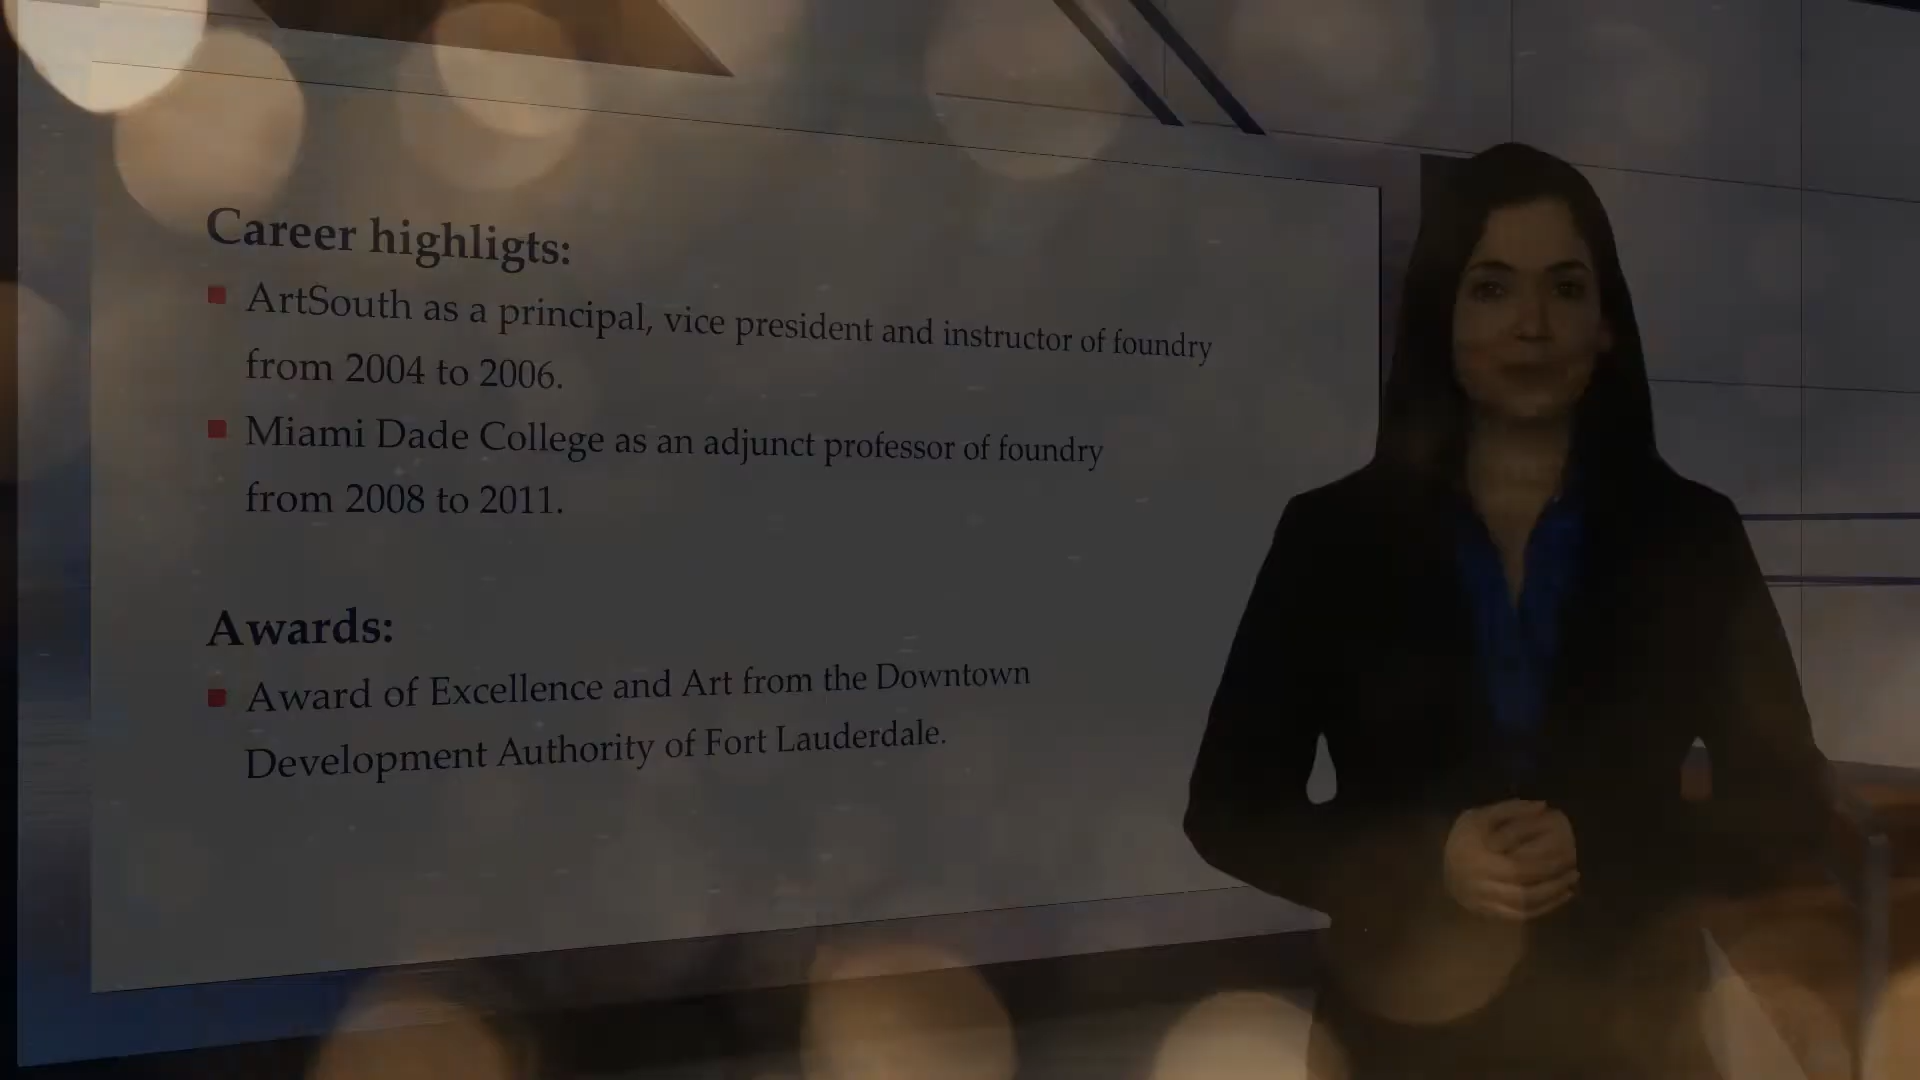 Career highligts:
ArtSouth as a principal, vice president and instructor of foundry
from 2004 to 2006.
Miami Dade College as an adjunct professor of foundry
from 2008 to 2011.
Awards:
Award of Excellence and Art from the Downtown
Development Authority of Fort Lauderdale.